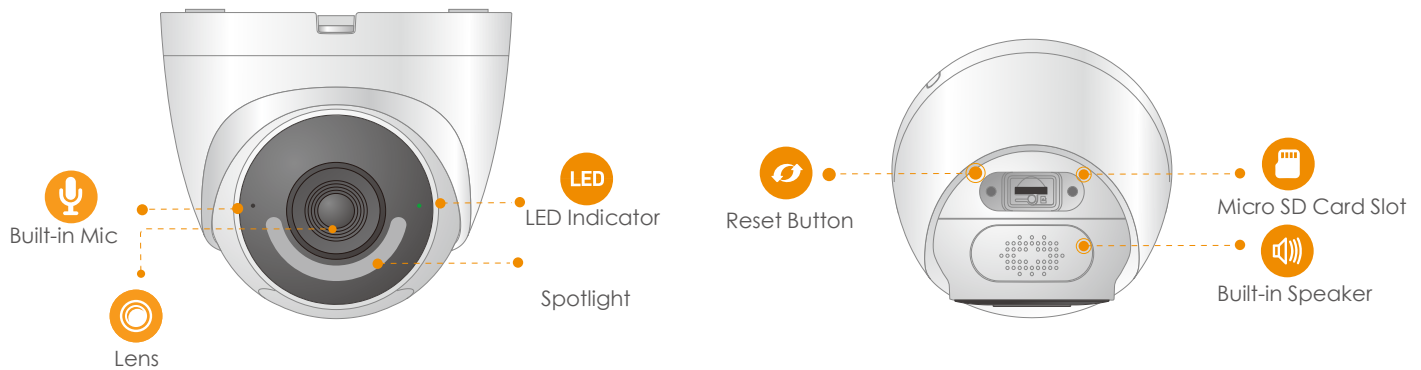 Built-in Mic
Lens
LED
LED Indicator
Spotlight
Reset Button
Micro SD Card Slot
Built-in Speaker